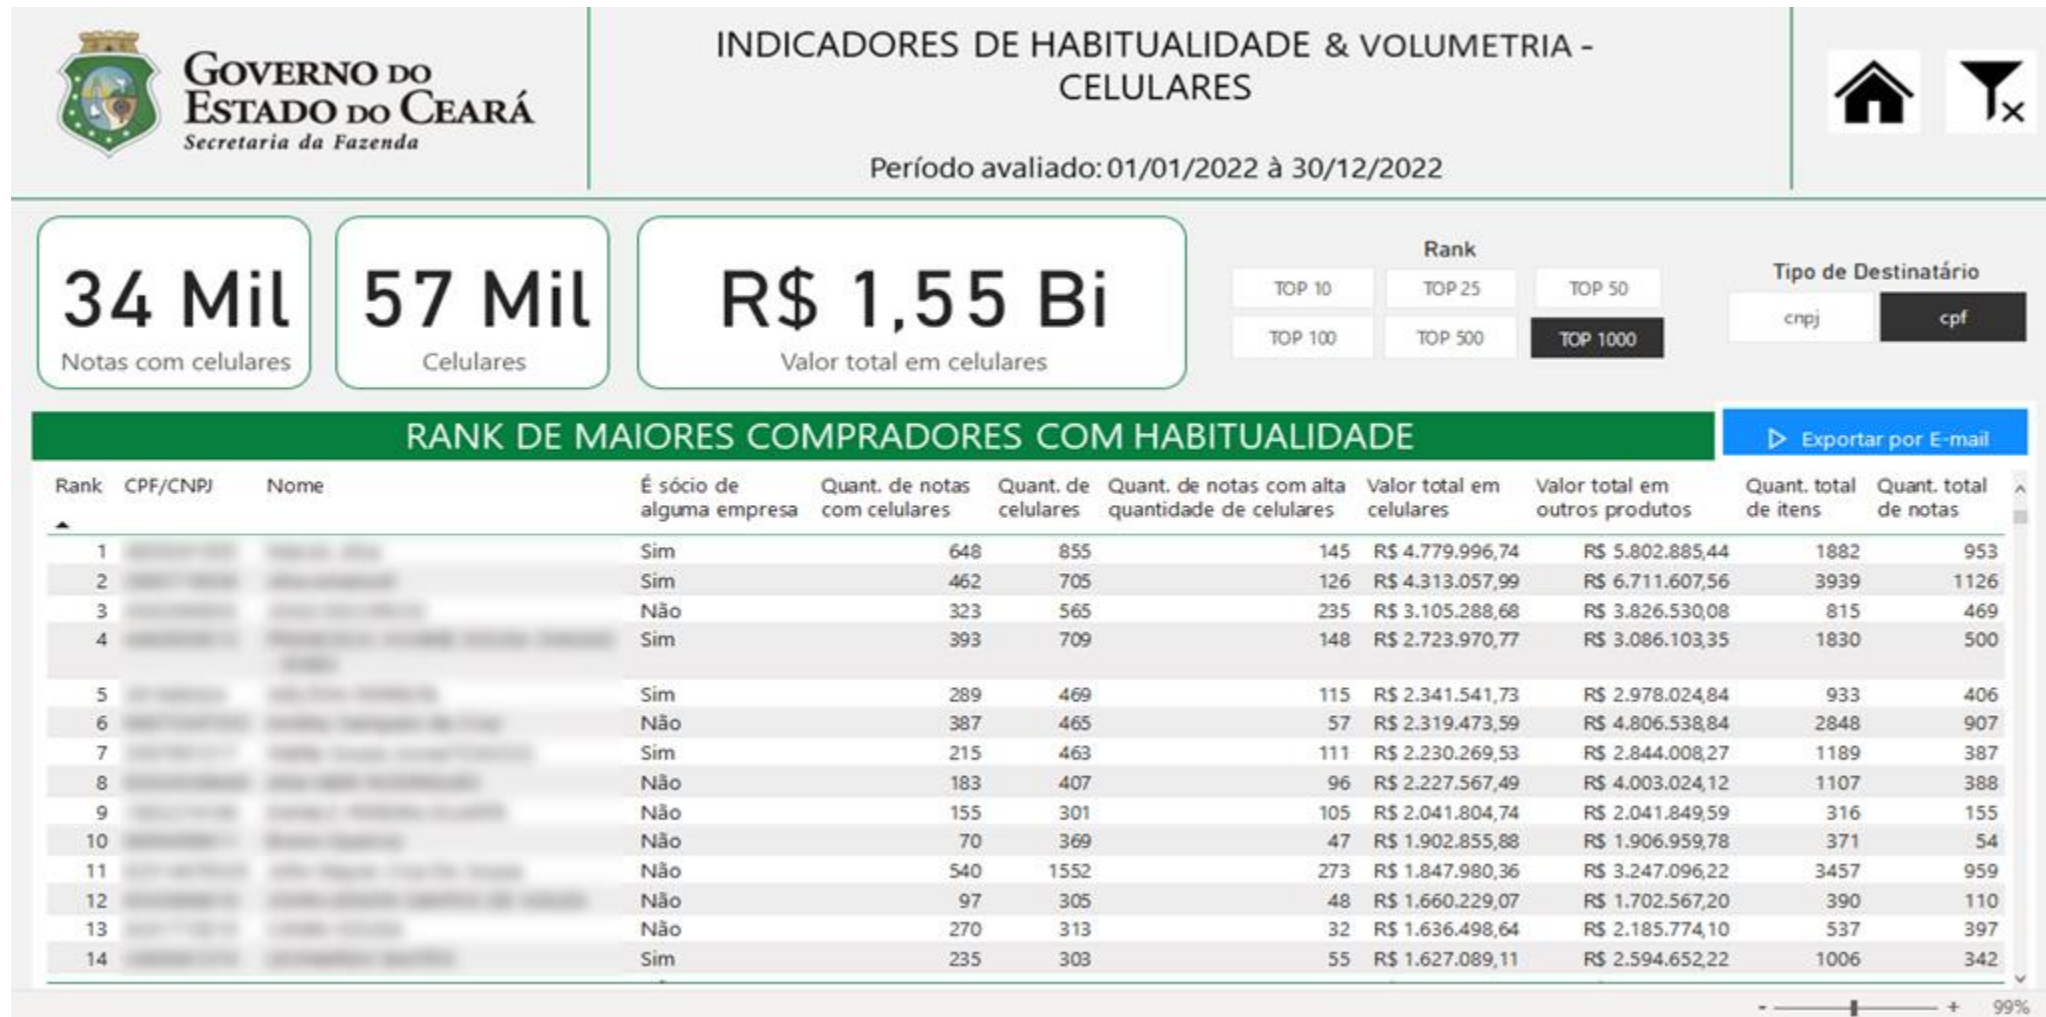 GOVERNO DO
ESTADO DO CEARÁ
Secretaria da Fazenda
INDICADORES DE HABITUALIDADE & VOLUMETRIA -
CELULARES
Período avaliado: 01/01/2022 à 30/12/2022
34 Mil
Notas com celulares
57 Mil
Celulares
R$ 1,55 Bi
Valor total em celulares
Rank
TOP 10 TOP 25 TOP 50
TOP 100 TOP 500 TOP 1000
Tipo de Destinatário
cnpj cpf
RANK DE MAIORES COMPRADORES COM HABITUALIDADE
Exportar por E-mail
Rank CPF/CNPJ Nome É sócio de Quant. de notas Quant. de Quant. de notas com alta Valor total em Valor total em Quant. total Quant. total
alguma empresa com celulares celulares quantidade de celulares celulares outros produtos de itens de notas
1 Sim 648 855 145 R$ 4.779.996,74 R$ 5.802.885,44 1882 953
2 Sim 462 705 126 R$ 4.313.057,99 R$ 6.711.607,56 3939 1126
3 Não 323 565 235 R$ 3.105.288,68 R$ 3.826.530,08 815 469
4 Sim 393 709 148 R$ 2.723.970,77 R$ 3.086.103,35 1830 500
5 Sim 289 469 115 R$ 2.341.541,73 R$ 2.978.024,84 933 406
6 Não 387 465 57 R$ 2.319.473,59 R$ 4.806.538,84 2848 907
7 Sim 215 463 111 R$ 2.230.269,53 R$ 2.844.008,27 1189 387
8 Não 183 407 96 R$ 2.227.567,49 R$ 4.003.024,12 1107 388
9 Não 155 301 105 R$ 2.041.804,74 R$ 2.041.849,59 316 155
10 Não 70 369 47 R$ 1.902.855,88 R$ 1.906.959,78 371 54
11 Não 540 1552 273 R$ 1.847.980,36 R$ 3.247.096,22 3457 959
12 Não 97 305 48 R$ 1.660.229,07 R$ 1.702.567,20 390 110
13 Não 270 313 32 R$ 1.636.498,64 R$ 2.185.774,10 537 397
14 Sim 235 303 55 R$ 1.627.089,11 R$ 2.594.652,22 1006 342
- + 99%